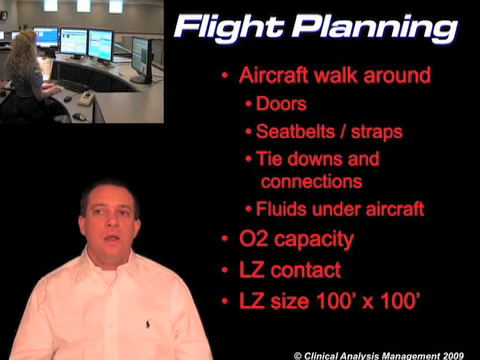 Flight Planning
• Aircraft walk around
• Doors
• Seatbelts / straps
• Tie downs and
connections
• Fluids under aircraft
• O2 capacity
• LZ contact
• LZ size 100’ x 100’
© Clinical Analysis Management 2009